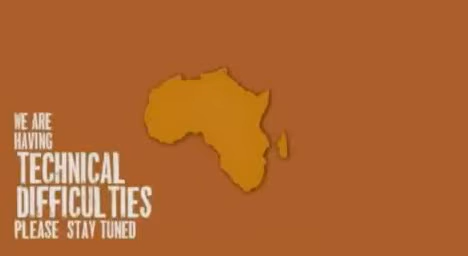 WE ARE
HAVING
TECHNICAL
DIFFICULTIES
PLEASE STAY TUNED